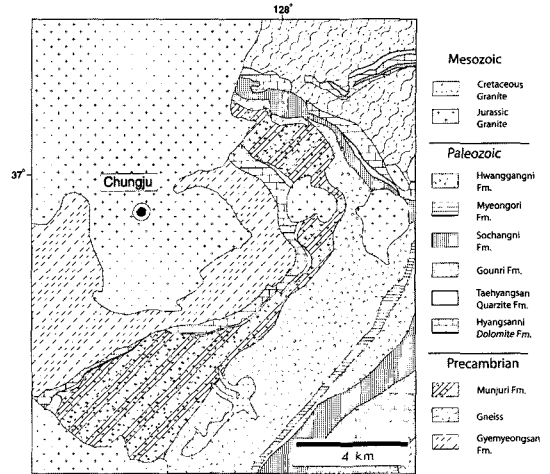 128°
37°
Chungju
4 km
Mesozoic
Cretaceous
Granite
Jurassic
Granite
Paleozoic
Hwanggangni
Fm.
Myeongori
Fm.
Sochangni
Fm.
Gounri Fm.
Taehyangsan
Quarzite Fm.
Hyangsanni
Dolomite Fm.
Precambrian
Munjuri Fm.
Gneiss
Gyemyeongsan
Fm.